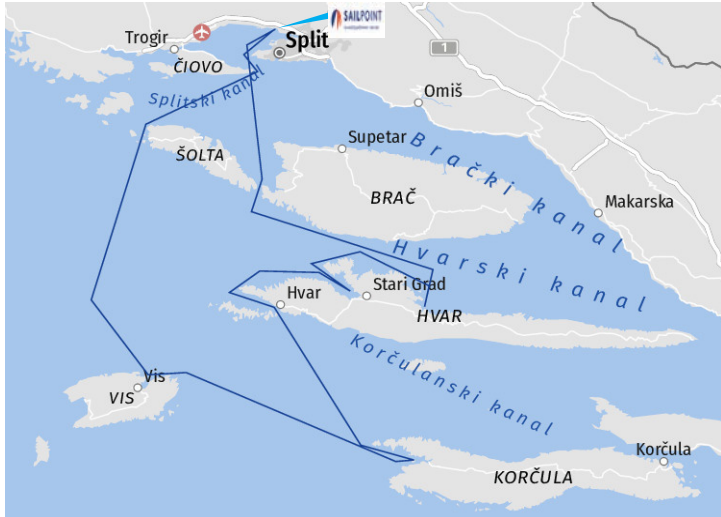 SAILPOINT
Trogir
Split
1
ČIOVO
Omiš
Splitski kanal
Supetar
Brački kanal
ŠOLTA
BRAČ
Makarska
Hvarski kanal
Stari Grad
Hvar
HVAR
Korčulanski kanal
Vis
VIS
Korčula
KORČULA